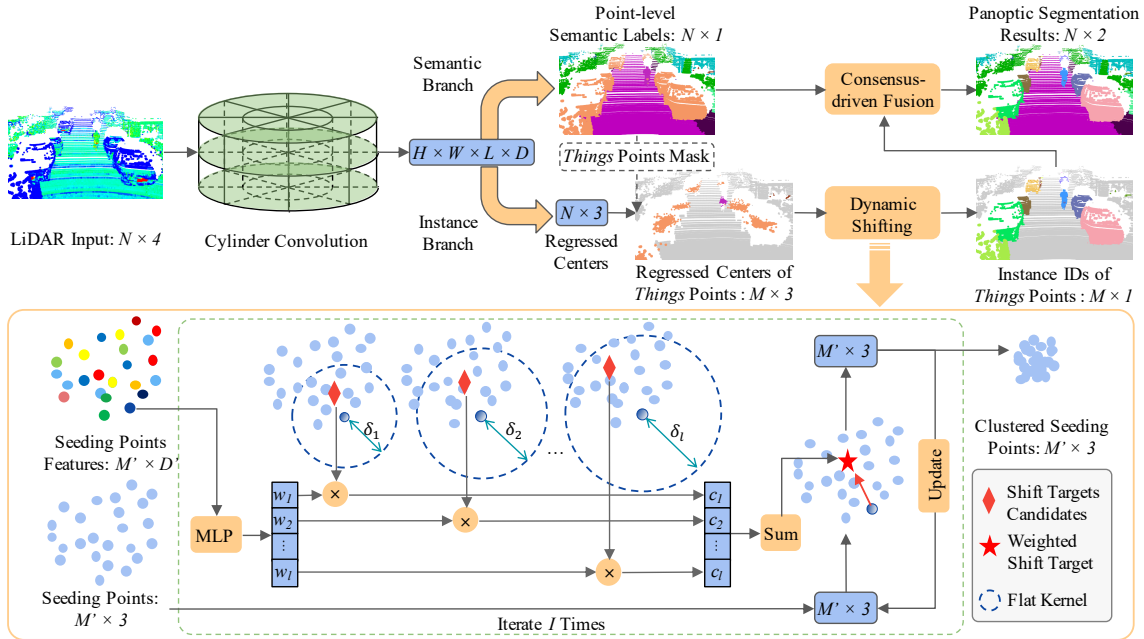 Point-level
Semantic Labels: N × 1
Panoptic Segmentation
Results: N × 2
Semantic
Branch
Consensus-
driven Fusion
H × W × L × D
Things Points Mask
LiDAR Input: N × 4
Cylinder Convolution
Instance
Branch
N × 3
Regressed
Centers
Dynamic
Shifting
Regressed Centers of
Things Points : M × 3
Instance IDs of
Things Points : M × 1
Seeding Points
Features: M’ × D’
Seeding Points:
M’ × 3
MLP
δ1
δ2
...
δl
w1
w2
⋮
wl
×
×
×
c1
c2
⋮
cl
Sum
M’ × 3
M’ × 3
Update
Iterate I Times
Clustered Seeding
Points: M’ × 3
Shift Targets
Candidates
Weighted
Shift Target
Flat Kernel